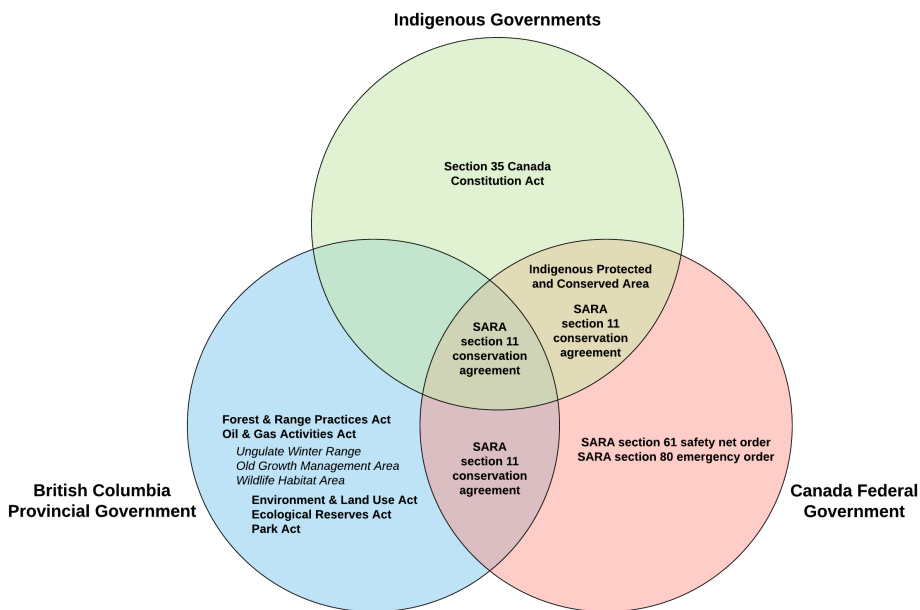 Indigenous Governments
Section 35 Canada
Constitution Act
Indigenous Protected
and Conserved Area
SARA
section 11
conservation
agreement
SARA
section 11
conservation
agreement
Forest & Range Practices Act
Oil & Gas Activities Act
Ungulate Winter Range
Old Growth Management Area
Wildlife Habitat Area
Environment & Land Use Act
Ecological Reserves Act
Park Act
SARA
section 11
conservation
agreement
SARA section 61 safety net order
SARA section 80 emergency order
British Columbia
Provincial Government
Canada Federal
Government